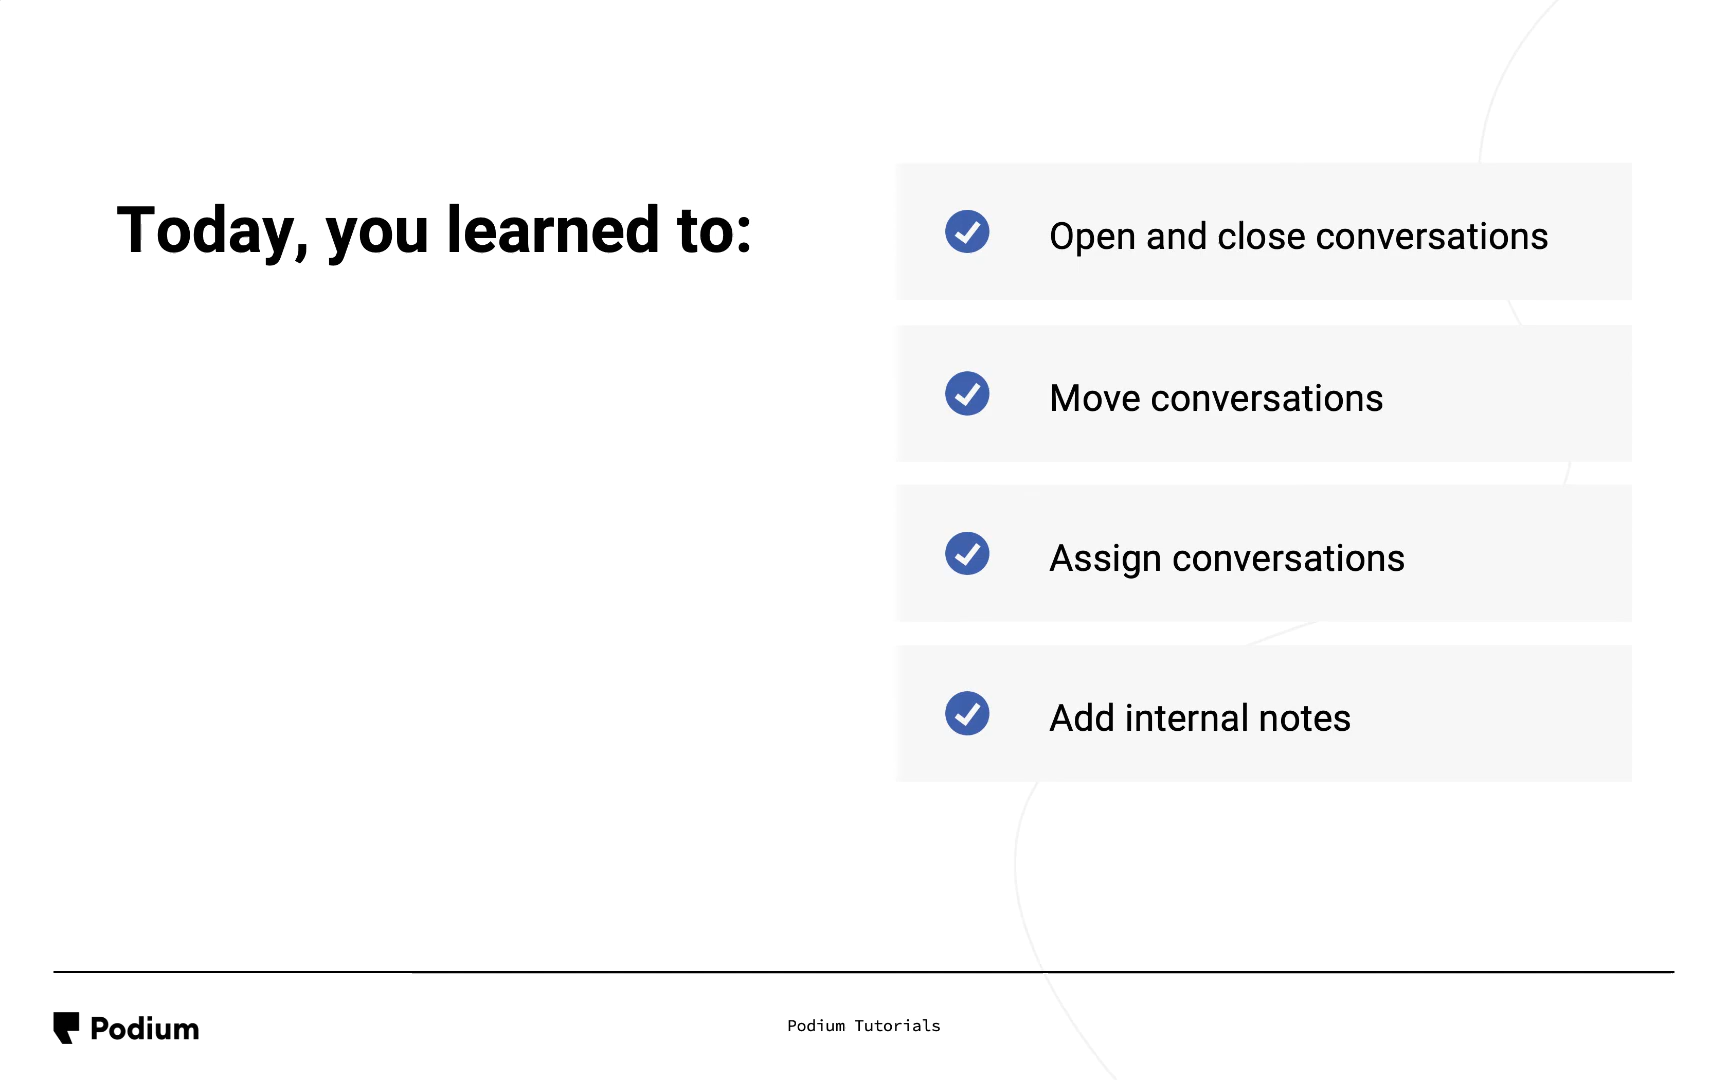 Today, you learned to:
Open and close conversations
Move conversations
Assign conversations
Add internal notes
Podium
Podium Tutorials